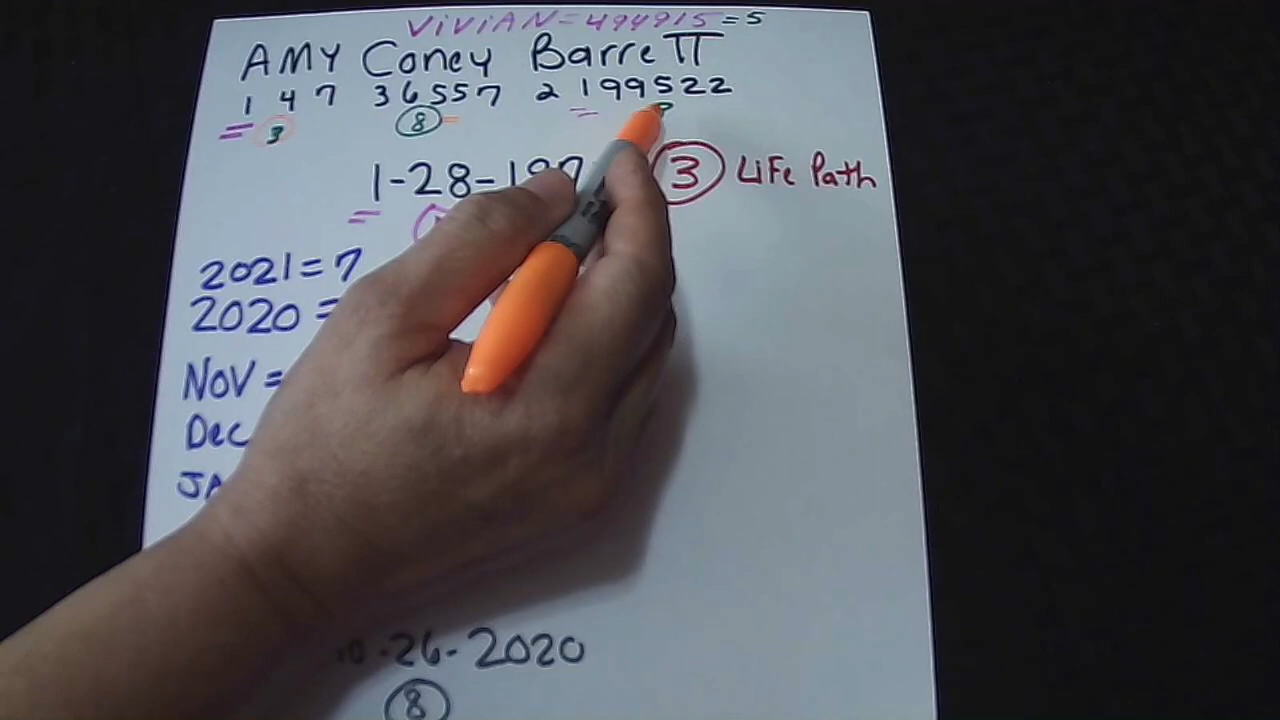 ViViAN = 494915 = 5
AMY Coney Barrett
1 4 7 3 6 5 5 7 2 1 9 9 5 2 2
3 8
1-28-197 3 Life Path
2021 = 7
2020 =
Nov =
Dec
JA
-26-2020
8